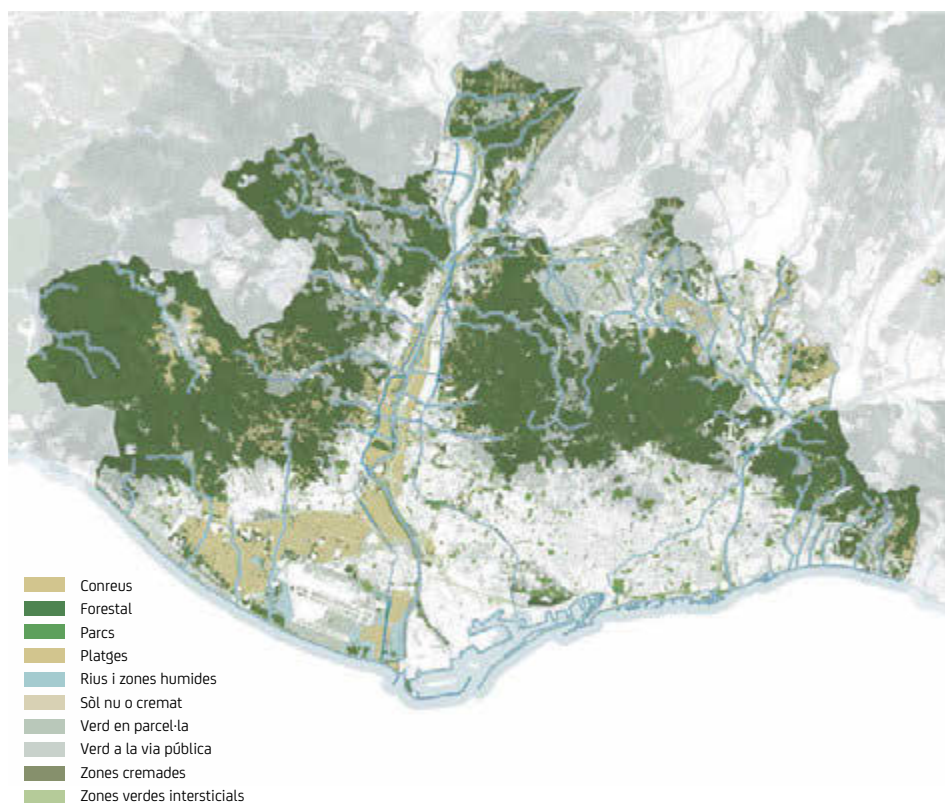 Conreus
Forestal
Parcs
Platges
Rius i zones humides
Sòl nu o cremat
Verd en parcel·la
Verd a la via pública
Zones cremades
Zones verdes intersticials